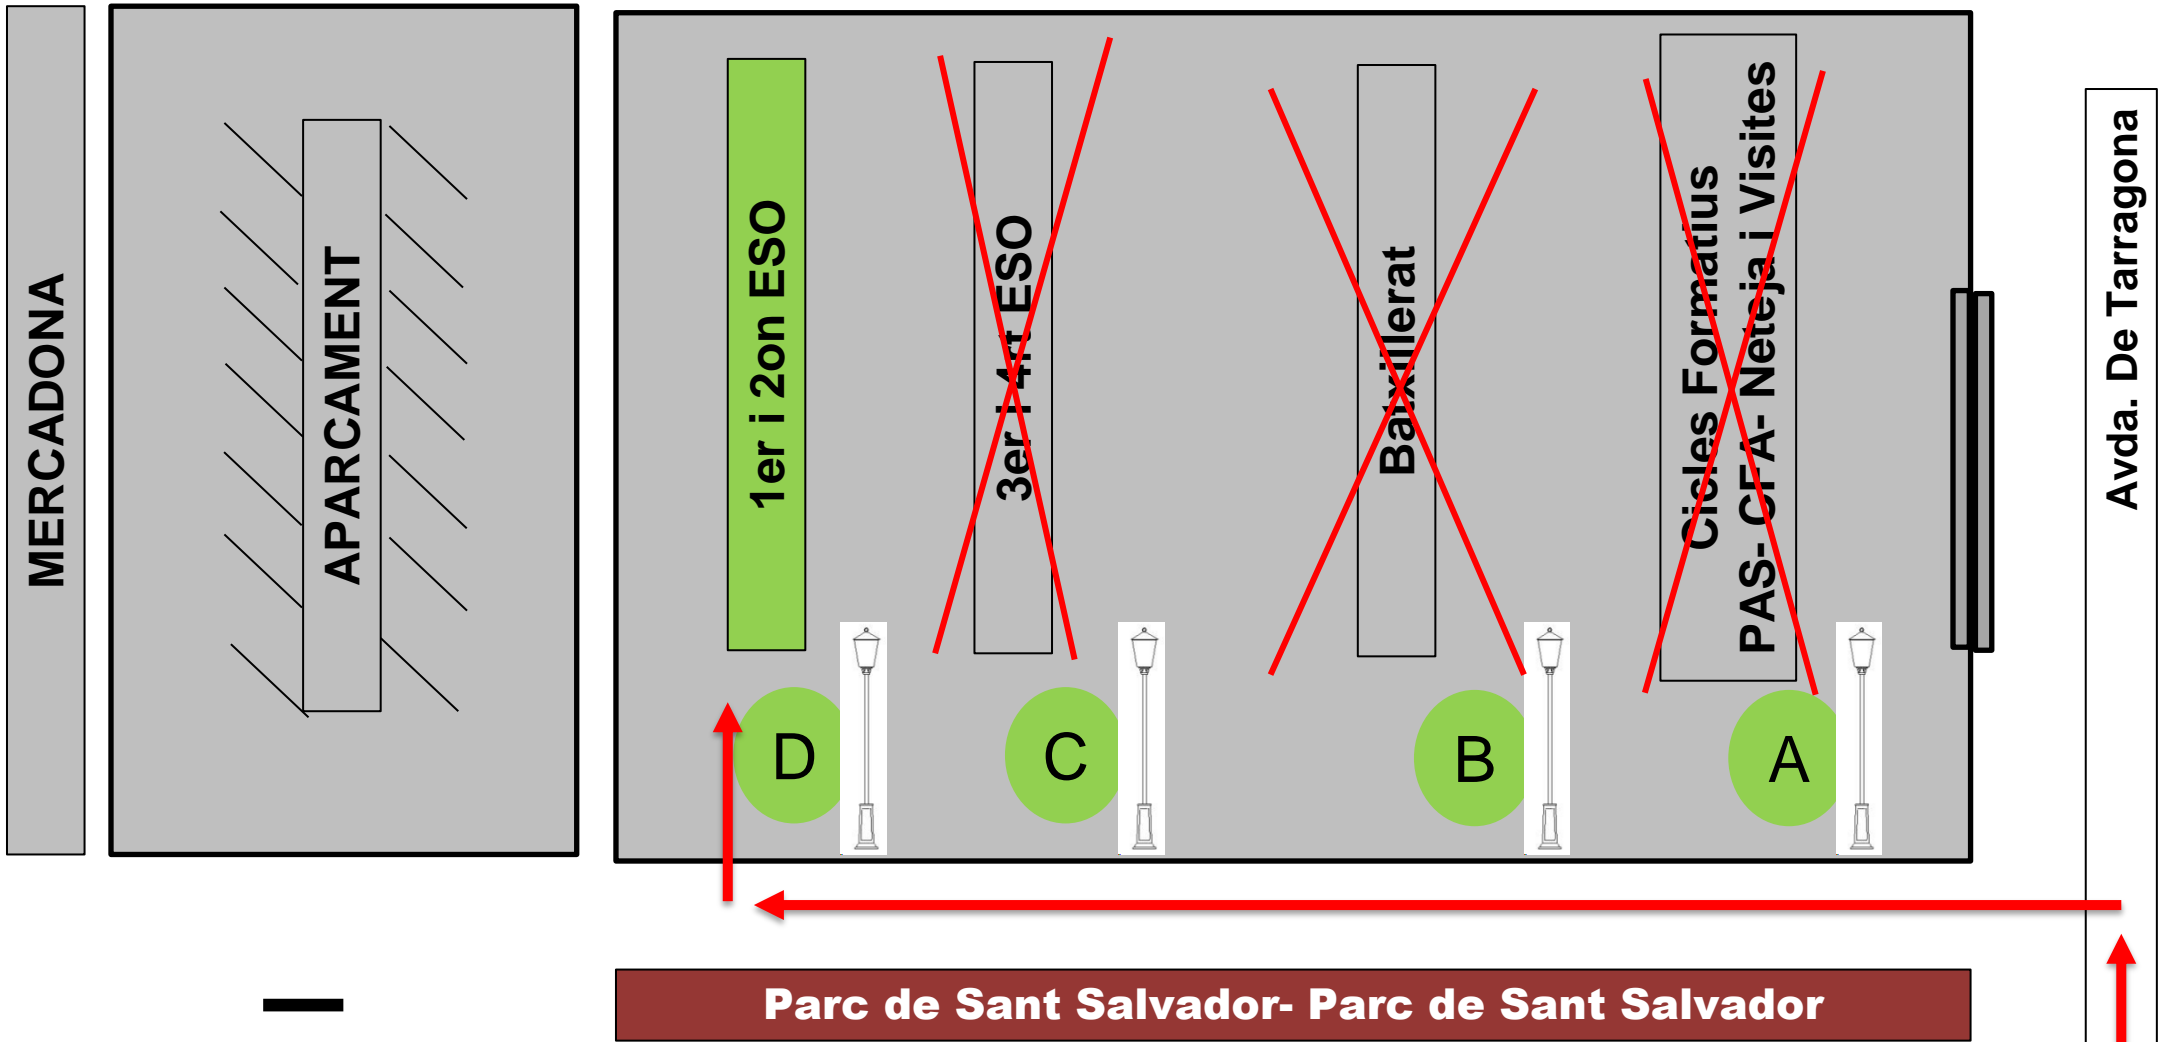 MERCADONA
APARCAMENT
1er i 2on ESO
3er i 4rt ESO
Batxillerat
Cicles Formatius
PAS- CFA- Neteja i Visites
Avda. De Tarragona
D
C
B
A
Parc de Sant Salvador- Parc de Sant Salvador